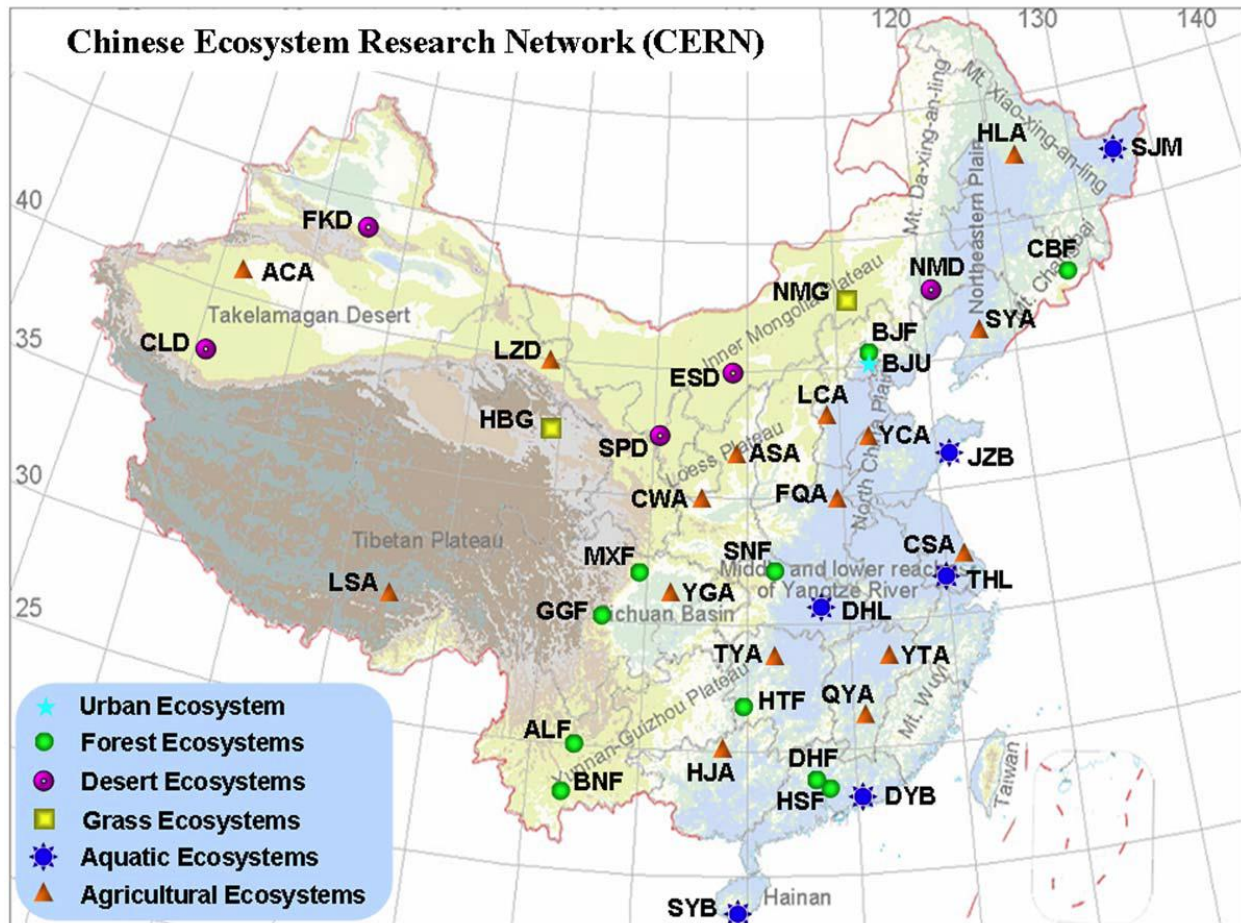 Chinese Ecosystem Research Network (CERN)
120
130
140
40
35
30
25
Mt. Da-xing-an-ling
Mt. Xiao-xing-an-ling
Northeastern Plain
HLA
SJM
CBF
Mt. Changbai
FKD
ACA
Takelamagan Desert
CLD
NMD
NMG
Inner Mongolia Plateau
SYA
BJF
BJU
LZD
ESD
LCA
HBG
SPD
Loess Plateau
ASA
YCA
North China Plain
JZB
CWA
FQA
Tibetan Plateau
MXF
SNF
CSA
Middle and lower reaches
of Yangtze River
THL
LSA
YGA
GGF
Sichuan Basin
DHL
TYA
YTA
Yunnan-Guizhou Plateau
HTF
QYA
Mt. Wuyi
ALF
HJA
DHF
BNF
HSF
DYB
Taiwan
SYB
Hainan
Urban Ecosystem
Forest Ecosystems
Desert Ecosystems
Grass Ecosystems
Aquatic Ecosystems
Agricultural Ecosystems